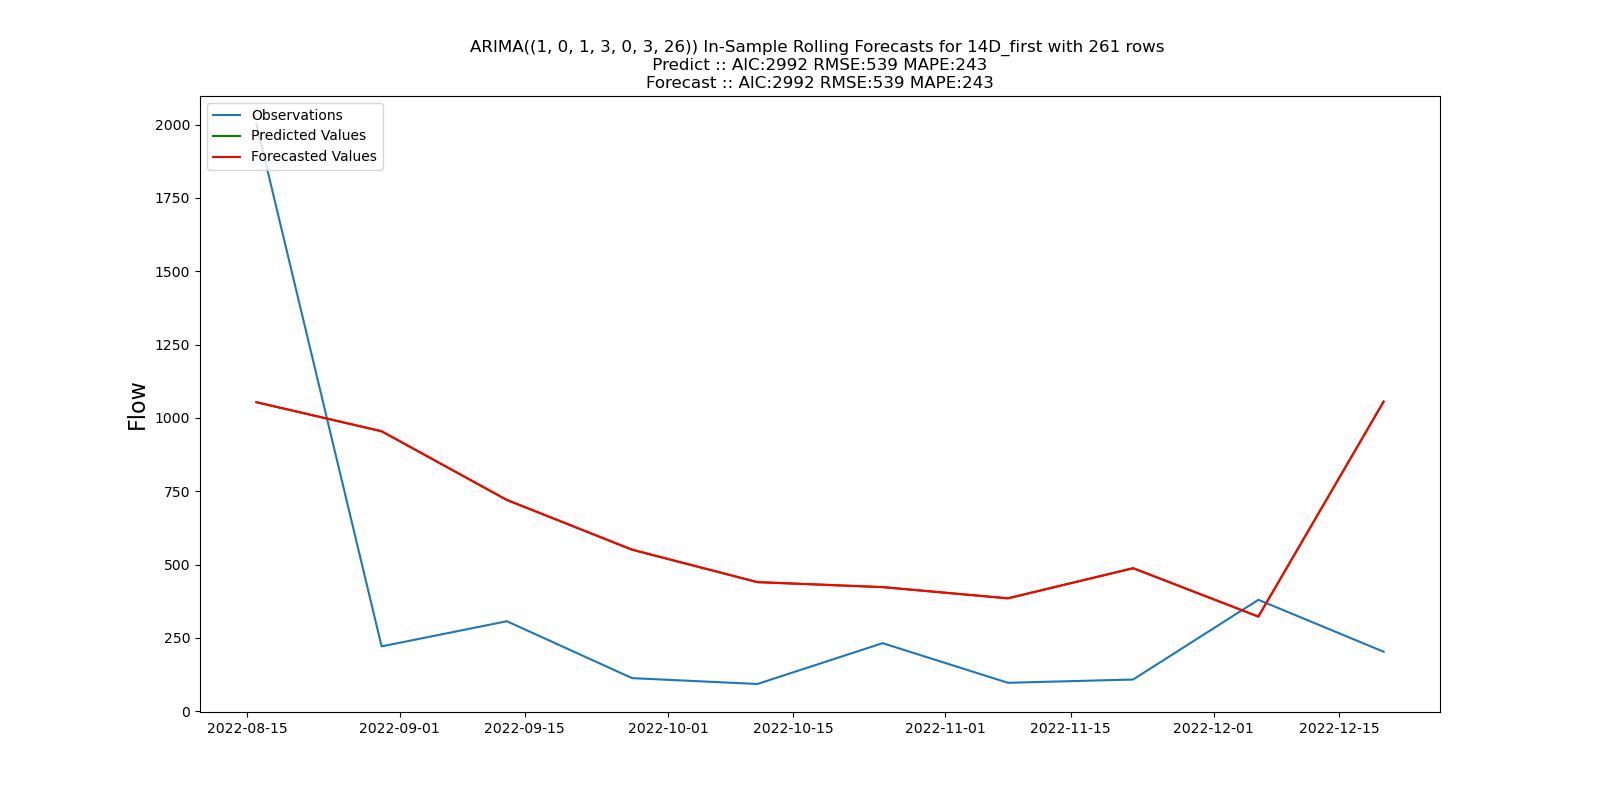 ARIMA((1, 0, 1, 3, 0, 3, 26)) In-Sample Rolling Forecasts for 14D_first with 261 rows
Predict :: AIC:2992 RMSE:539 MAPE:243
Forecast :: AIC:2992 RMSE:539 MAPE:243
Observations
Predicted Values
Forecasted Values
2000
1750
1500
1250
1000
750
500
250
0
Flow
2022-08-15 2022-09-01 2022-09-15 2022-10-01 2022-10-15 2022-11-01 2022-11-15 2022-12-01 2022-12-15